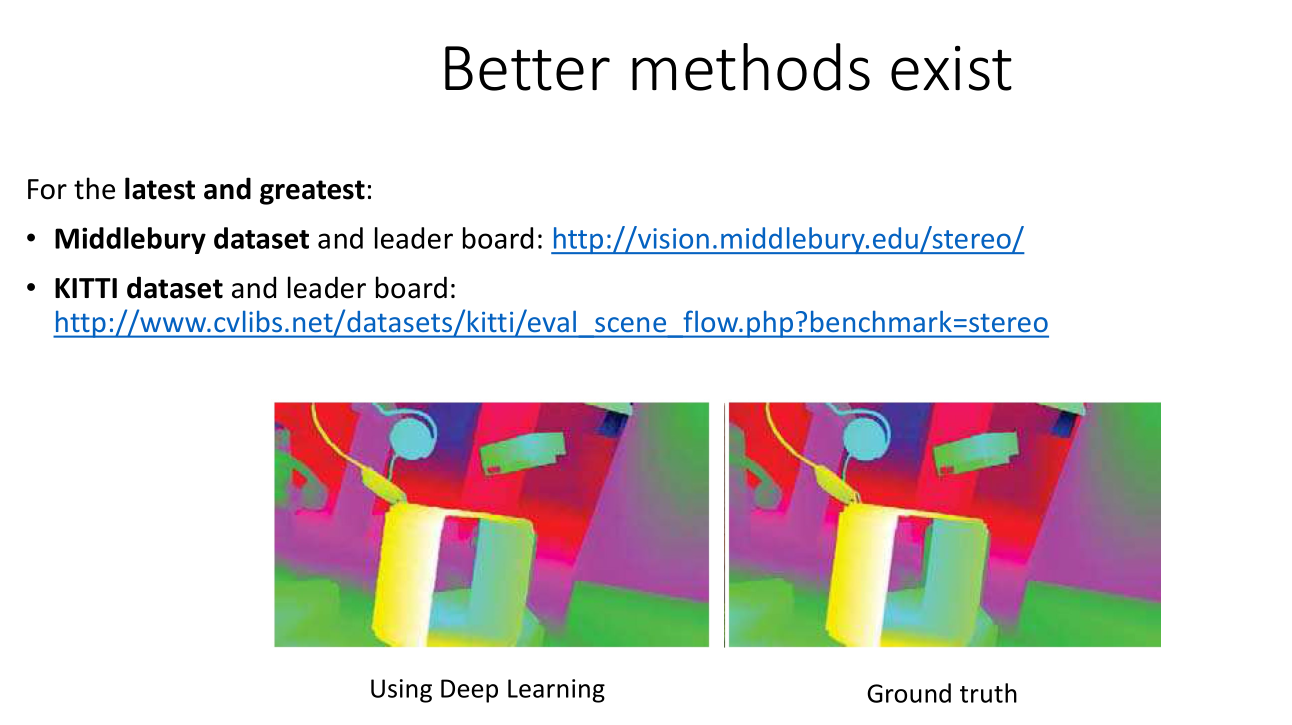 Better methods exist
For the latest and greatest:
• Middlebury dataset and leader board: http://vision.middlebury.edu/stereo/
• KITTI dataset and leader board:
http://www.cvlibs.net/datasets/kitti/eval_scene_flow.php?benchmark=stereo
Using Deep Learning
Ground truth